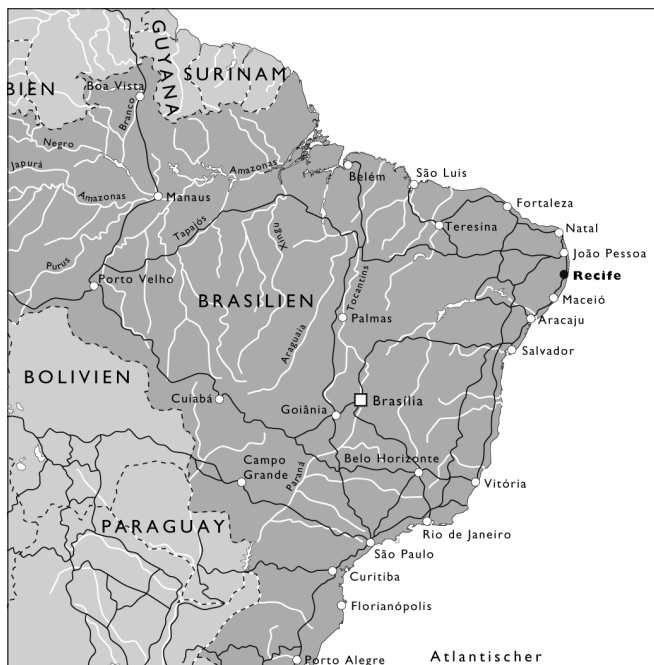 GUYANA
SURINAM
BIEN
Boa Vista
Branco
Negro
Japurá
Amazonas
Amazonas
Manaus
Belém
São Luis
Fortaleza
Teresina
Natal
João Pessoa
Recife
Maceió
Aracaju
Salvador
Purus
Tapajós
Xingu
Porto Velho
BRASILIEN
Tocantins
Araguaia
Palmas
BOLIVIEN
Cuiabá
Goiânia
Brasília
Campo
Grande
Paraná
Belo Horizonte
Vitória
PARAGUAY
Rio de Janeiro
São Paulo
Curitiba
Florianópolis
Porto Alegre
Atlantischer